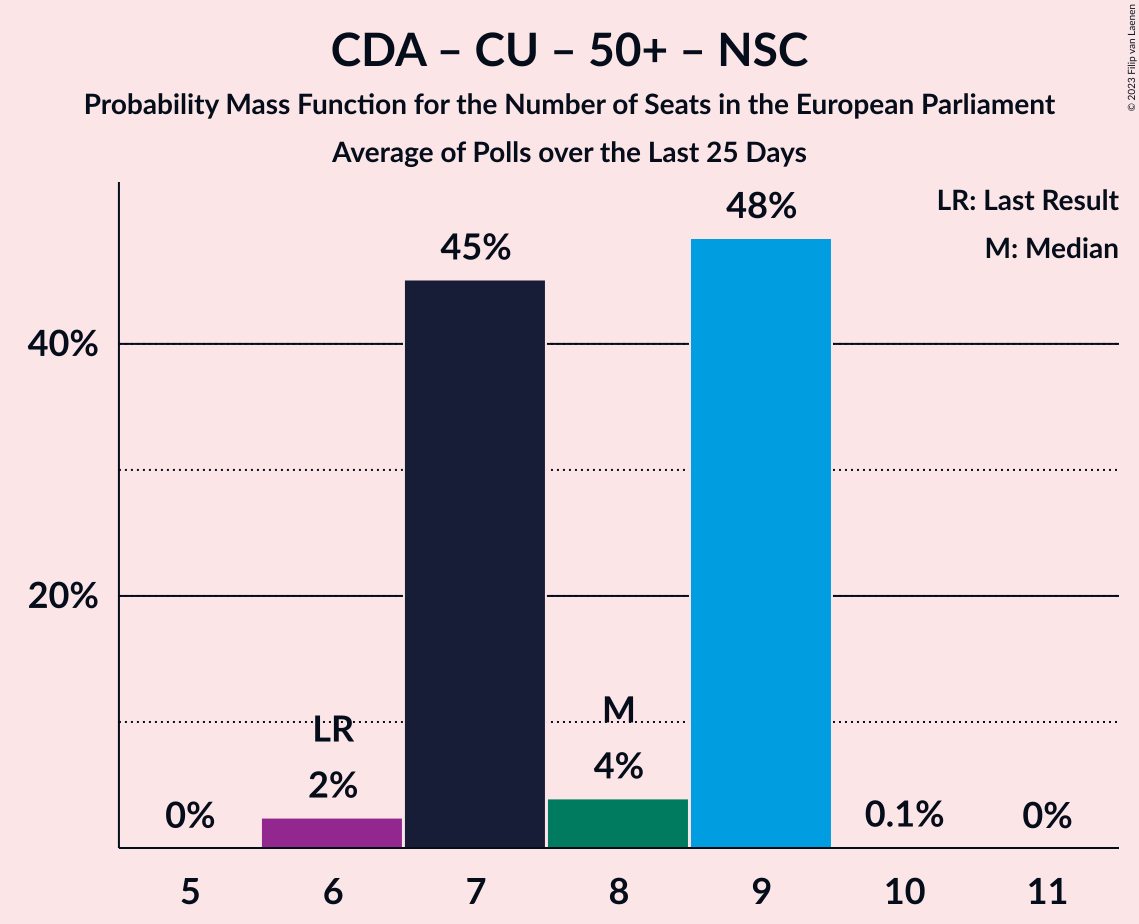 CDA – CU – 50+ – NSC
Probability Mass Function for the Number of Seats in the European Parliament
Average of Polls over the Last 25 Days
© 2023 Filip van Laenen
LR: Last Result
M: Median
48%
45%
40%
20%
LR
M
0%
2%
4%
0.1%
0%
5 6 7 8 9 10 11